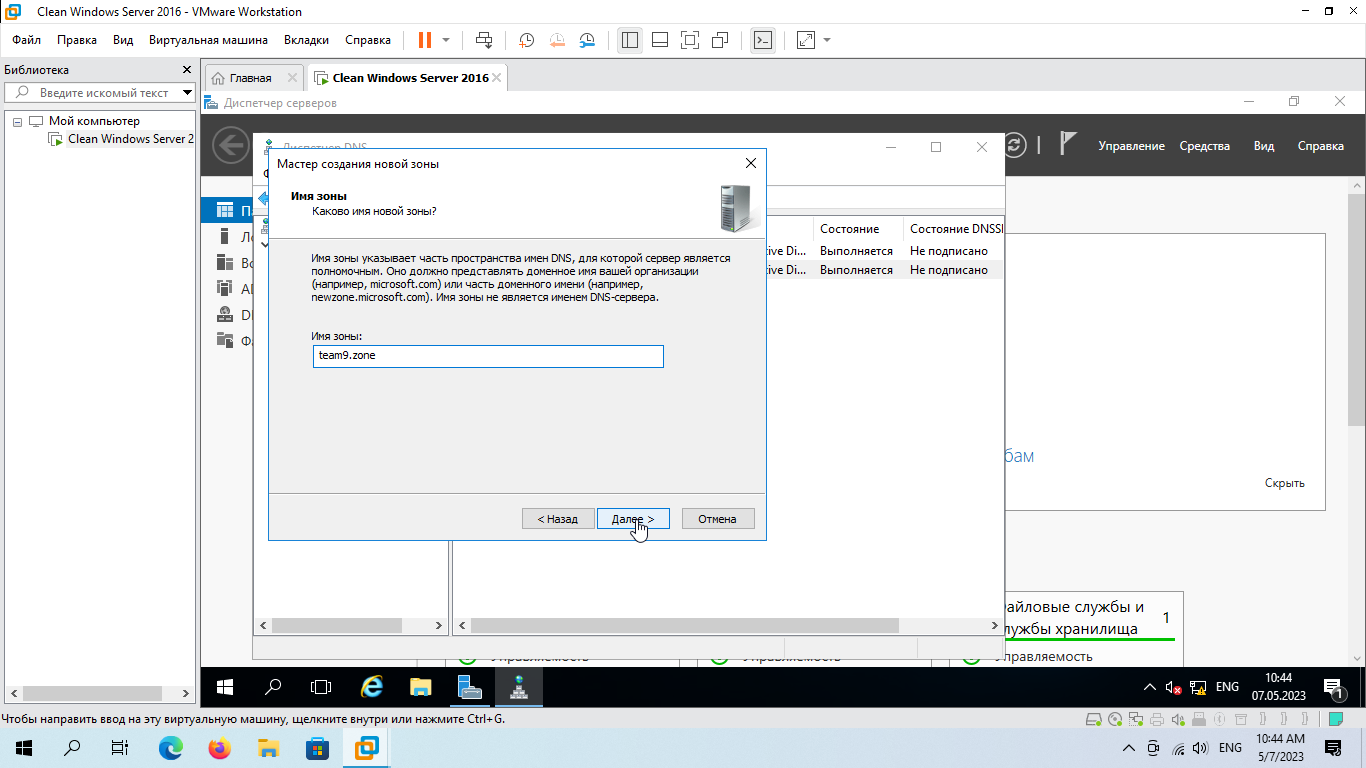 Clean Windows Server 2016 - VMware Workstation
Файл Правка Вид Виртуальная машина Вкладки Справка
Библиотека
Введите искомый текст
Мой компьютер
Clean Windows Server 2
Главная
Clean Windows Server 2016
Диспетчер серверов
Управление Средства Вид Справка
Диспетчер DNS
Мастер создания новой зоны
Имя зоны
Каково имя новой зоны?
Имя зоны указывает часть пространства имен DNS, для которой сервер является
полномочным. Оно должно представлять доменное имя вашей организации
(например, microsoft.com) или часть доменного имени (например,
newzone.microsoft.com). Имя зоны не является именем DNS-сервера.
Имя зоны:
team9.zone
< Назад Далее > Отмена
Состояние Состояние DNSSE
tive Di... Выполняется Не подписано
tive Di... Выполняется Не подписано
бам
Скрыть
айловые службы и
лужбы хранилища
1
Управляемость Управляемость Управляемость
ENG
10:44
07.05.2023
1
Чтобы направить ввод на эту виртуальную машину, щелкните внутри или нажмите Ctrl+G.
ENG
10:44 AM
5/7/2023